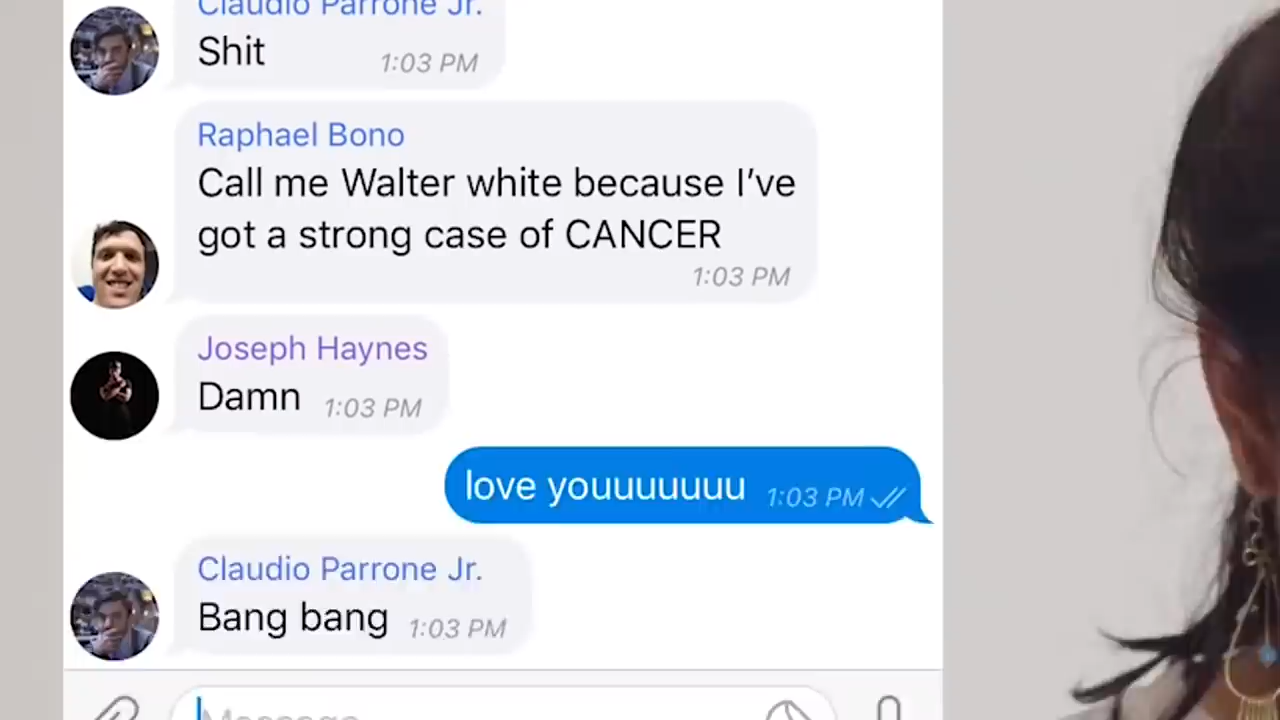 Claudio Parrone Jr.
Shit 1:03 PM
Raphael Bono
Call me Walter white because I've
got a strong case of CANCER
1:03 PM
Joseph Haynes
Damn 1:03 PM
love youuuuuuu 1:03 PM
Claudio Parrone Jr.
Bang bang 1:03 PM
Message